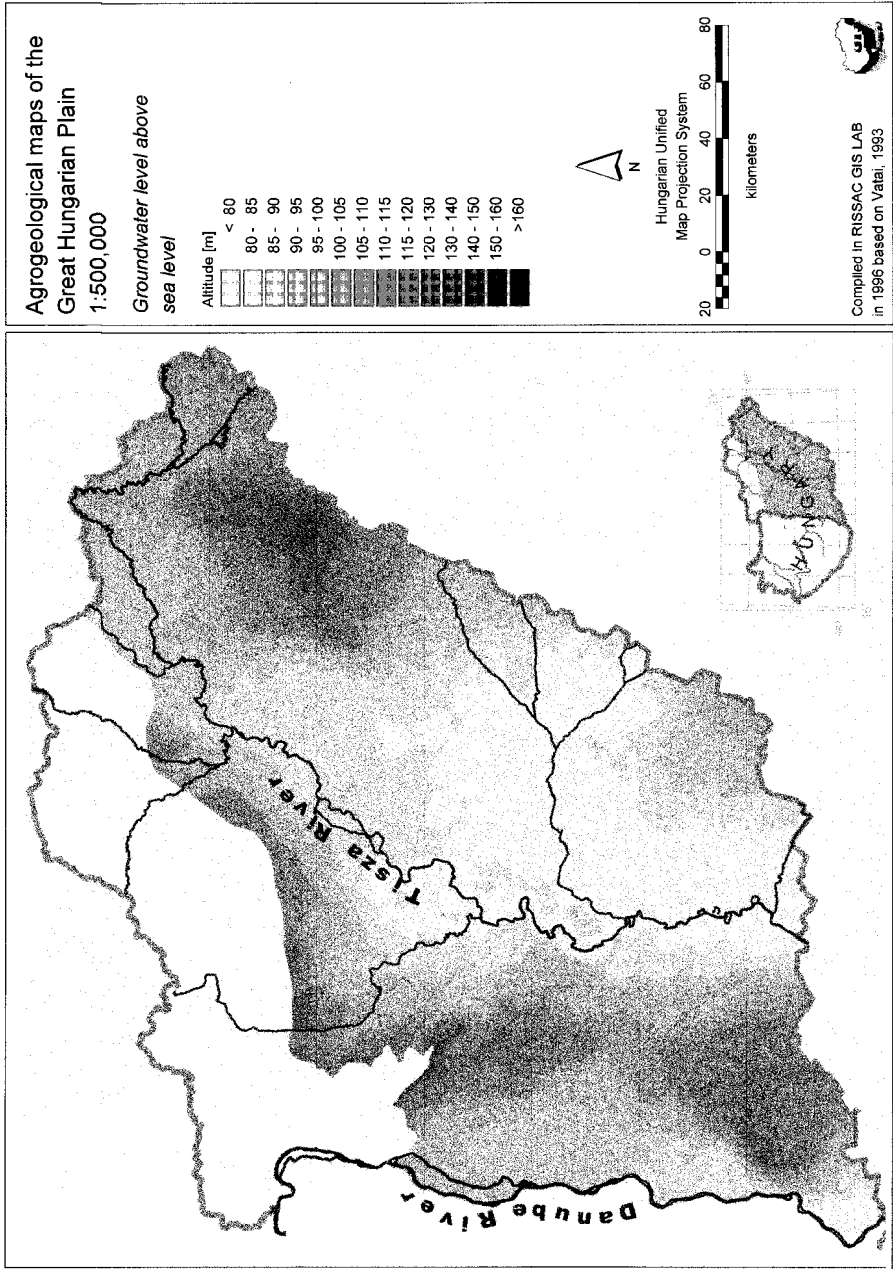 Agrogeological maps of the
Great Hungarian Plain
1:500,000
Groundwater level above
sea level
Altitude [m]
< 80
80 - 85
85 - 90
90 - 95
95 - 100
100 - 105
105 - 110
110 - 115
115 - 120
120 - 130
130 - 140
140 - 150
150 - 160
>160
N
Hungarian Unified
Map Projection System
20 0 20 40 60 80
kilometers
Compiled in RISSAC GIS LAB
in 1996 based on Vatai, 1993
Tisza River
Danube River
HUNGARY